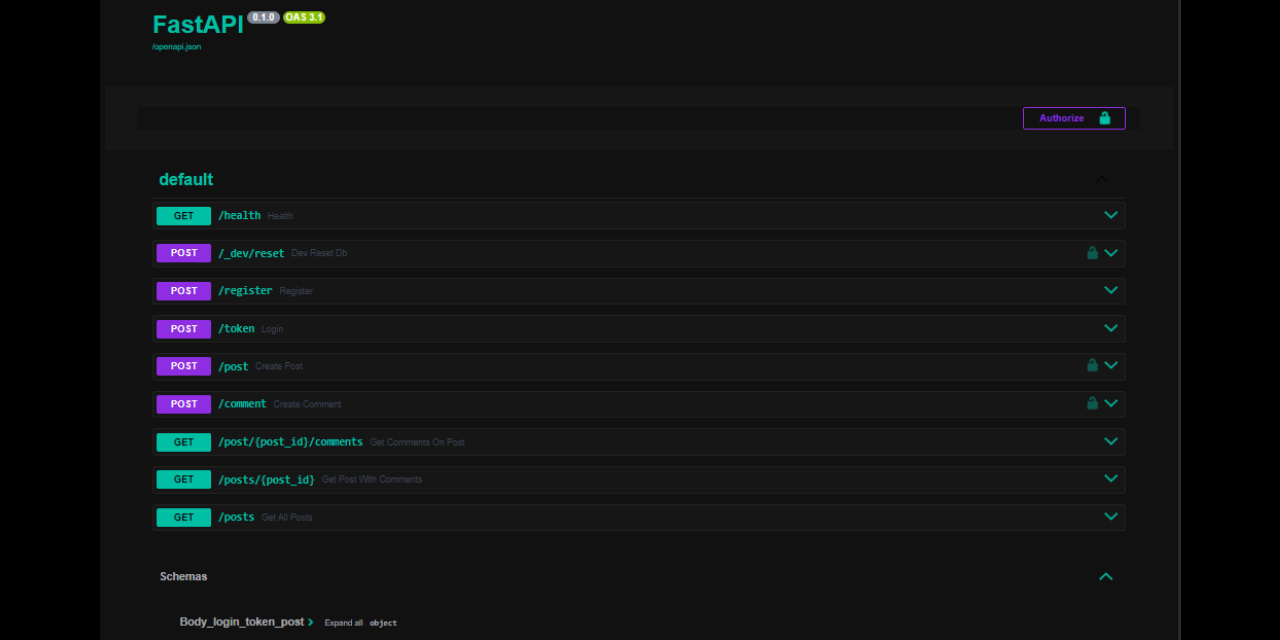 FastAPI 0.1.0 OAS 3.1
/openapi.json
Authorize
default
GET /health Health
POST /_dev/reset Dev Reset Db
POST /register Register
POST /token Login
POST /post Create Post
POST /comment Create Comment
GET /post/{post_id}/comments Get Comments On Post
GET /posts/{post_id} Get Post With Comments
GET /posts Get All Posts
Schemas
Body_login_token_post Expand all object